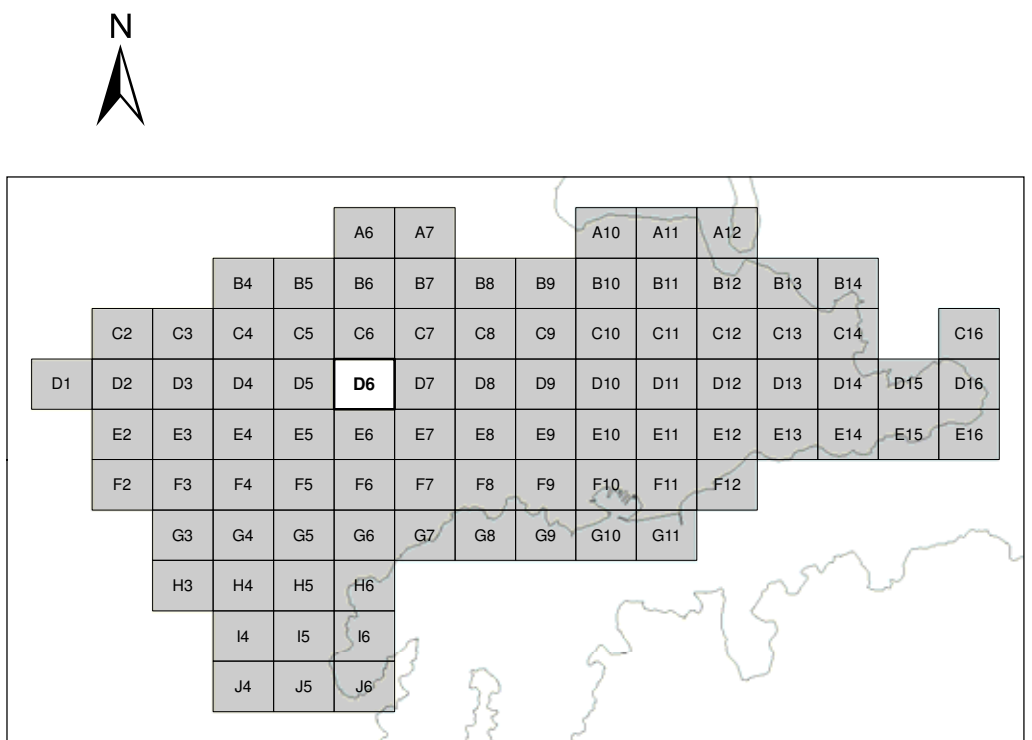 N
A6 A7 A10 A11 A12
B4 B5 B6 B7 B8 B9 B10 B11 B12 B13 B14
C2 C3 C4 C5 C6 C7 C8 C9 C10 C11 C12 C13 C14 C16
D1 D2 D3 D4 D5 D6 D7 D8 D9 D10 D11 D12 D13 D14 D15 D16
E2 E3 E4 E5 E6 E7 E8 E9 E10 E11 E12 E13 E14 E15 E16
F2 F3 F4 F5 F6 F7 F8 F9 F10 F11 F12
G3 G4 G5 G6 G7 G8 G9 G10 G11
H3 H4 H5 H6
I4 I5 I6
J4 J5 J6